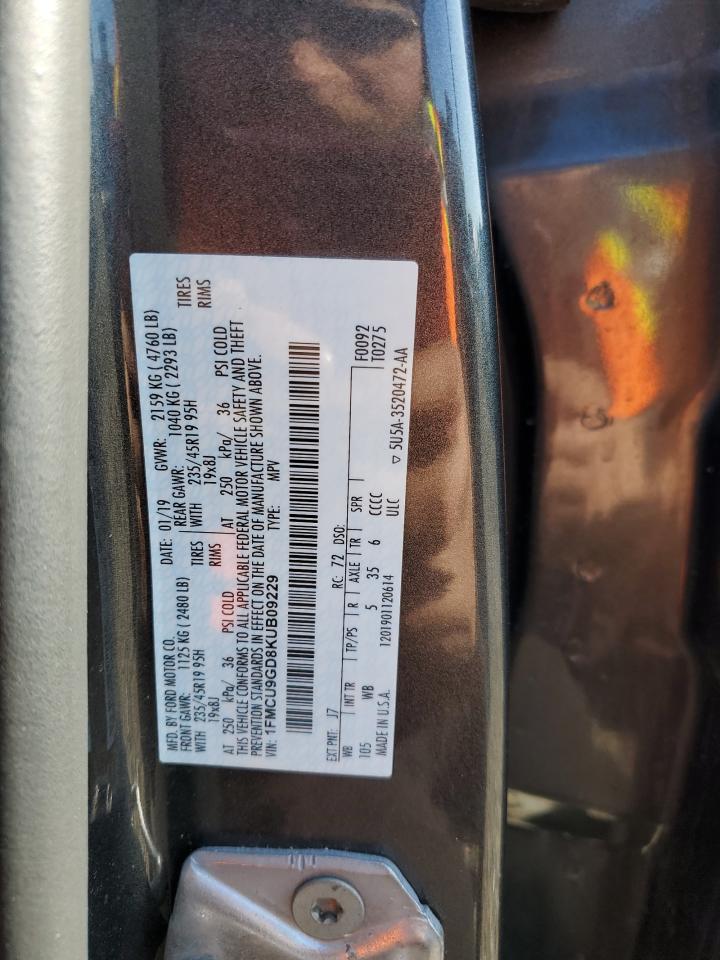 MFD. BY FORD MOTOR CO. DATE: 01/19 GVWR: 2159 KG ( 4760 LB)
FRONT GAWR: 1125 KG ( 2480 LB) REAR GAWR: 1040 KG ( 2293 LB)
WITH 235/45R19 95H TIRES WITH 235/45R19 95H TIRES
19x8J RIMS 19x8J RIMS
AT 250 kPa/ 36 PSI COLD AT 250 kPa/ 36 PSI COLD
THIS VEHICLE CONFORMS TO ALL APPLICABLE FEDERAL MOTOR VEHICLE SAFETY AND THEFT
PREVENTION STANDARDS IN EFFECT ON THE DATE OF MANUFACTURE SHOWN ABOVE.
VIN: 1FMCU9GD8KUB09229 TYPE: MPV
EXT PNT: J7 RC: 72 DSO: F0092
WB INT TR TP/PS R AXLE TR SPR T0275
105 WB 5 35 6 CCCC
MADE IN U.S.A. 1201901120614 ULC ▽ 5U5A-3520472-AA